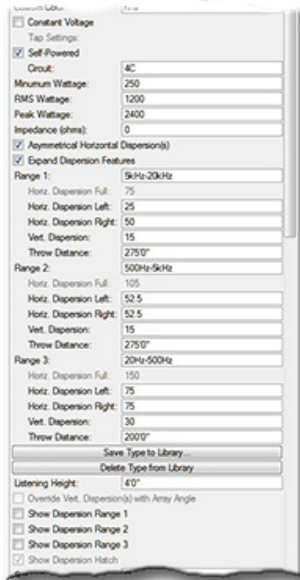 Constant Voltage
Tap Settings:
Self-Powered
Circuit: 4C
Minumum Wattage: 250
RMS Wattage: 1200
Peak Wattage: 2400
Impedance (ohms): 0
Asymmetrical Horizontal Dispersion(s)
Expand Dispersion Features
Range 1: 5kHz-20kHz
Horiz. Dispersion Full: 75
Horiz. Dispersion Left: 25
Horiz. Dispersion Right: 50
Vert. Dispersion: 15
Throw Distance: 275'0"
Range 2: 500Hz-5kHz
Horiz. Dispersion Full: 105
Horiz. Dispersion Left: 52.5
Horiz. Dispersion Right: 52.5
Vert. Dispersion: 15
Throw Distance: 275'0"
Range 3: 20Hz-500Hz
Horiz. Dispersion Full: 150
Horiz. Dispersion Left: 75
Horiz. Dispersion Right: 75
Vert. Dispersion: 30
Throw Distance: 200'0"
Save Type to Library...
Delete Type from Library
Listening Height: 4'0"
Override Vert. Dispersion(s) with Array Angle
Show Dispersion Range 1
Show Dispersion Range 2
Show Dispersion Range 3
Show Dispersion Hatch